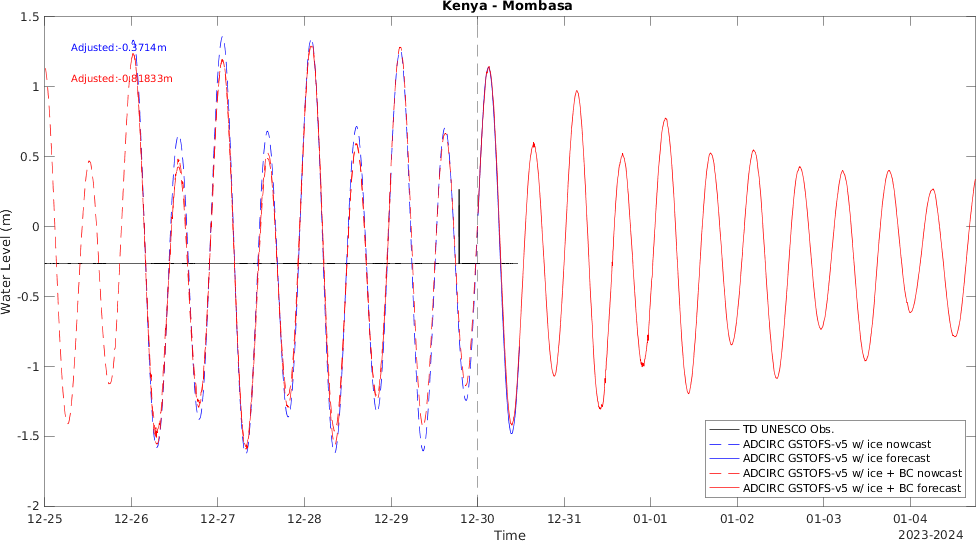 Kenya - Mombasa
1.5
1
0.5
0
-0.5
-1
-1.5
-2
Water Level (m)
Adjusted:-0.3714m
Adjusted:-0.81833m
TD UNESCO Obs.
ADCIRC GSTOFS-v5 w/ ice nowcast
ADCIRC GSTOFS-v5 w/ ice forecast
ADCIRC GSTOFS-v5 w/ ice + BC nowcast
ADCIRC GSTOFS-v5 w/ ice + BC forecast
12-25 12-26 12-27 12-28 12-29 12-30 12-31 01-01 01-02 01-03 01-04
Time
2023-2024